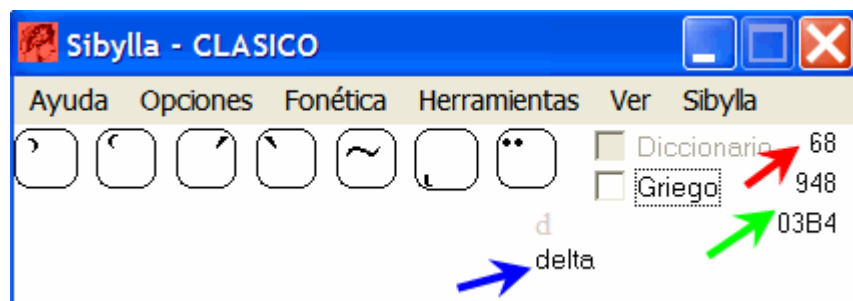 Sibylla - CLASICO
Ayuda Opciones Fonética Herramientas Ver Sibylla
Diccionario 68
Griego 948
d 03B4
delta